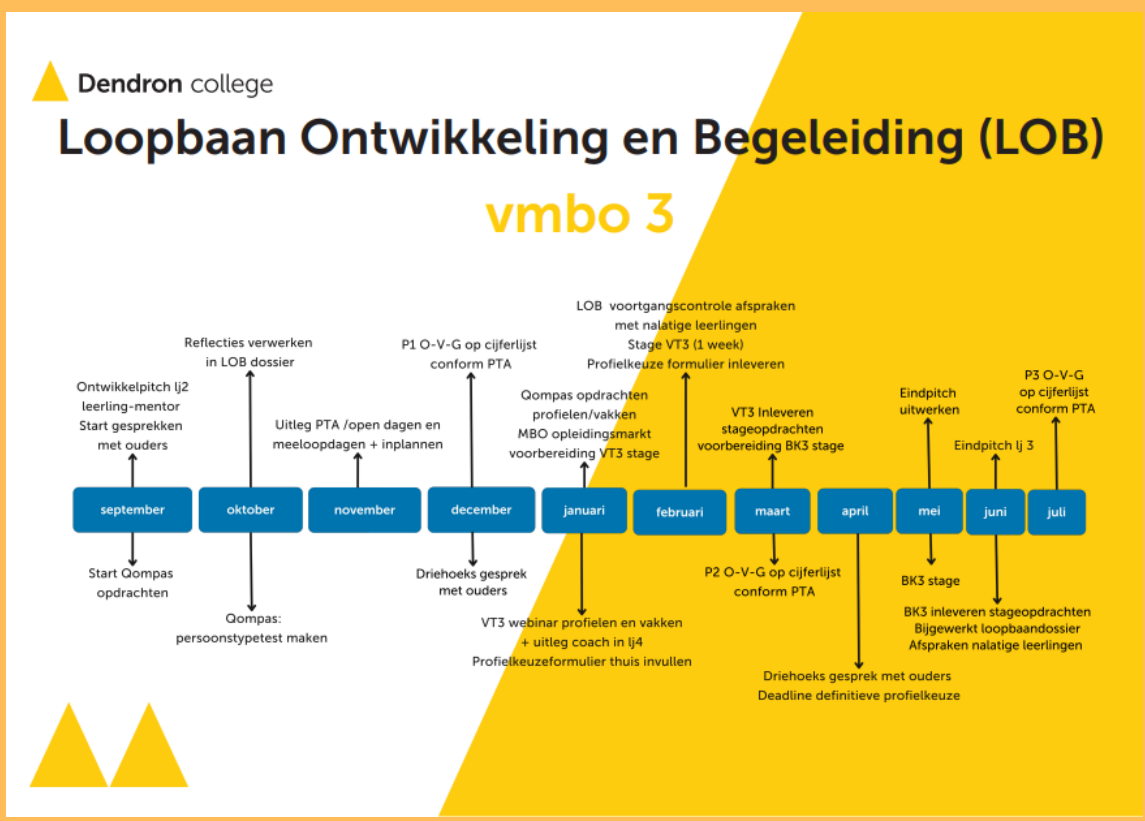 Dendron college
Loopbaan Ontwikkeling en Begeleiding (LOB)
vmbo 3
Ontwikkelpitch lj2
leerling-mentor
Start gesprekken
met ouders
Reflecties verwerken
in LOB dossier
Uitleg PTA /open dagen en
meeloopdagen + inplannen
P1 O-V-G op cijferlijst
conform PTA
Qompas opdrachten
profielen/vakken
MBO opleidingsmarkt
voorbereiding VT3 stage
LOB voortgangscontrole afspraken
met nalatige leerlingen
Stage VT3 (1 week)
Profielkeuze formulier inleveren
VT3 Inleveren
stageopdrachten
voorbereiding BK3 stage
Eindpitch
uitwerken
Eindpitch lj 3
P3 O-V-G
op cijferlijst
conform PTA
september
oktober
november
december
januari
februari
maart
april
mei
juni
juli
Start Qompas
opdrachten
Qompas:
persoonstypetest maken
Driehoeks gesprek
met ouders
VT3 webinar profielen en vakken
+ uitleg coach in lj4
Profielkeuzeformulier thuis invullen
P2 O-V-G op cijferlijst
conform PTA
Driehoeks gesprek met ouders
Deadline definitieve profielkeuze
BK3 stage
BK3 inleveren stageopdrachten
Bijgewerkt loopbaandossier
Afspraken nalatige leerlingen